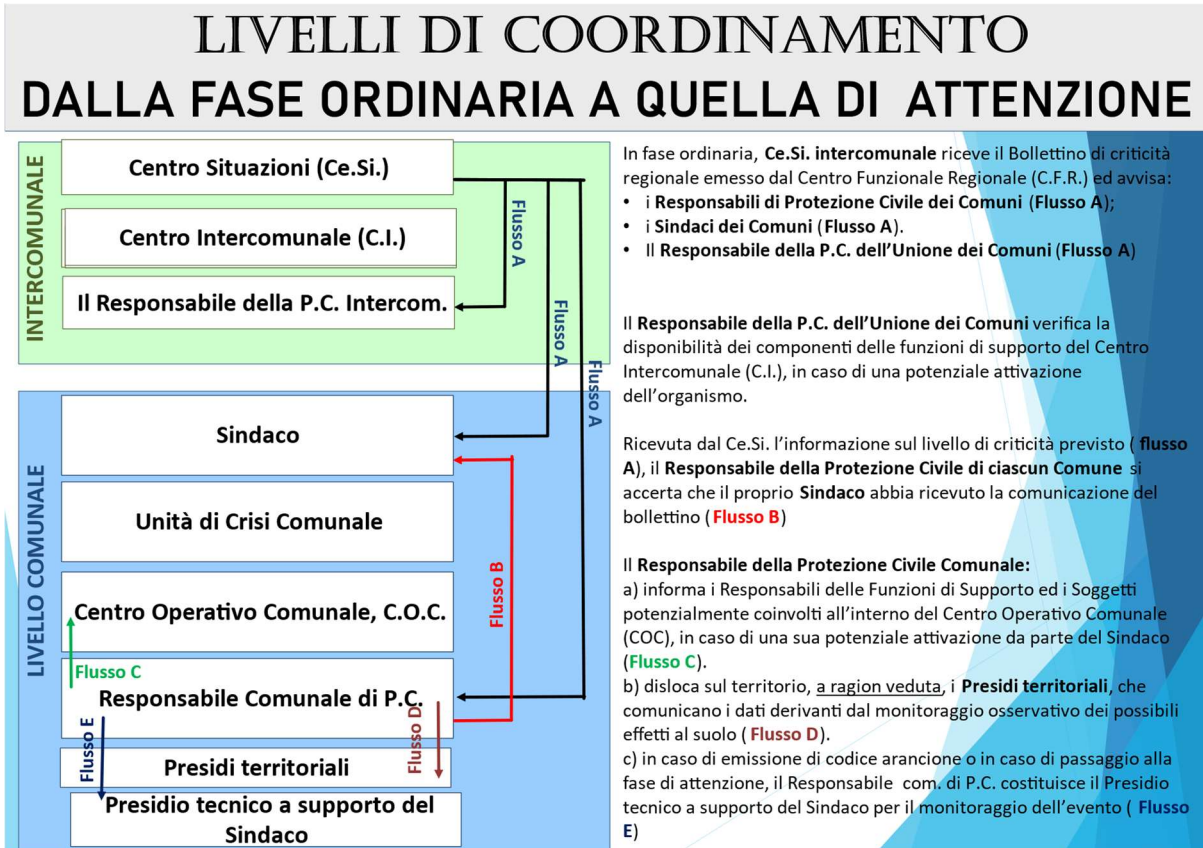 LIVELLI DI COORDINAMENTO
DALLA FASE ORDINARIA A QUELLA DI ATTENZIONE
INTERCOMUNALE
Centro Situazioni (Ce.Si.)
Centro Intercomunale (C.I.)
Il Responsabile della P.C. Intercom.
Flusso A
Flusso A
Flusso A
LIVELLO COMUNALE
Sindaco
Unità di Crisi Comunale
Centro Operativo Comunale, C.O.C.
Flusso B
Flusso C
Responsabile Comunale di P.C.
Flusso E
Flusso D
Presidi territoriali
Presidio tecnico a supporto del
Sindaco
In fase ordinaria, Ce.Si. intercomunale riceve il Bollettino di criticità
regionale emesso dal Centro Funzionale Regionale (C.F.R.) ed avvisa:
• i Responsabili di Protezione Civile dei Comuni (Flusso A);
• i Sindaci dei Comuni (Flusso A).
• Il Responsabile della P.C. dell'Unione dei Comuni (Flusso A)
Il Responsabile della P.C. dell'Unione dei Comuni verifica la
disponibilità dei componenti delle funzioni di supporto del Centro
Intercomunale (C.I.), in caso di una potenziale attivazione
dell'organismo.
Ricevuta dal Ce.Si. l'informazione sul livello di criticità previsto ( flusso
A), il Responsabile della Protezione Civile di ciascun Comune si
accerta che il proprio Sindaco abbia ricevuto la comunicazione del
bollettino ( Flusso B)
Il Responsabile della Protezione Civile Comunale:
a) informa i Responsabili delle Funzioni di Supporto ed i Soggetti
potenzialmente coinvolti all'interno del Centro Operativo Comunale
(COC), in caso di una sua potenziale attivazione da parte del Sindaco
(Flusso C).
b) disloca sul territorio, a ragion veduta, i Presidi territoriali, che
comunicano i dati derivanti dal monitoraggio osservativo dei possibili
effetti al suolo ( Flusso D).
c) in caso di emissione di codice arancione o in caso di passaggio alla
fase di attenzione, il Responsabile com. di P.C. costituisce il Presidio
tecnico a supporto del Sindaco per il monitoraggio dell'evento ( Flusso
E)